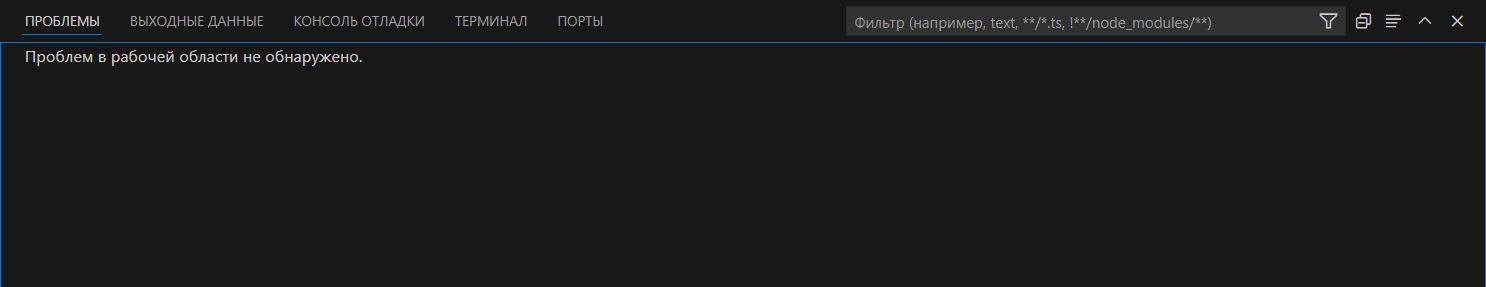 ПРОБЛЕМЫ ВЫХОДНЫЕ ДАННЫЕ КОНСОЛЬ ОТЛАДКИ ТЕРМИНАЛ ПОРТЫ Фильтр (например, text, **/*.ts, !**/node_modules/**)
Проблем в рабочей области не обнаружено.